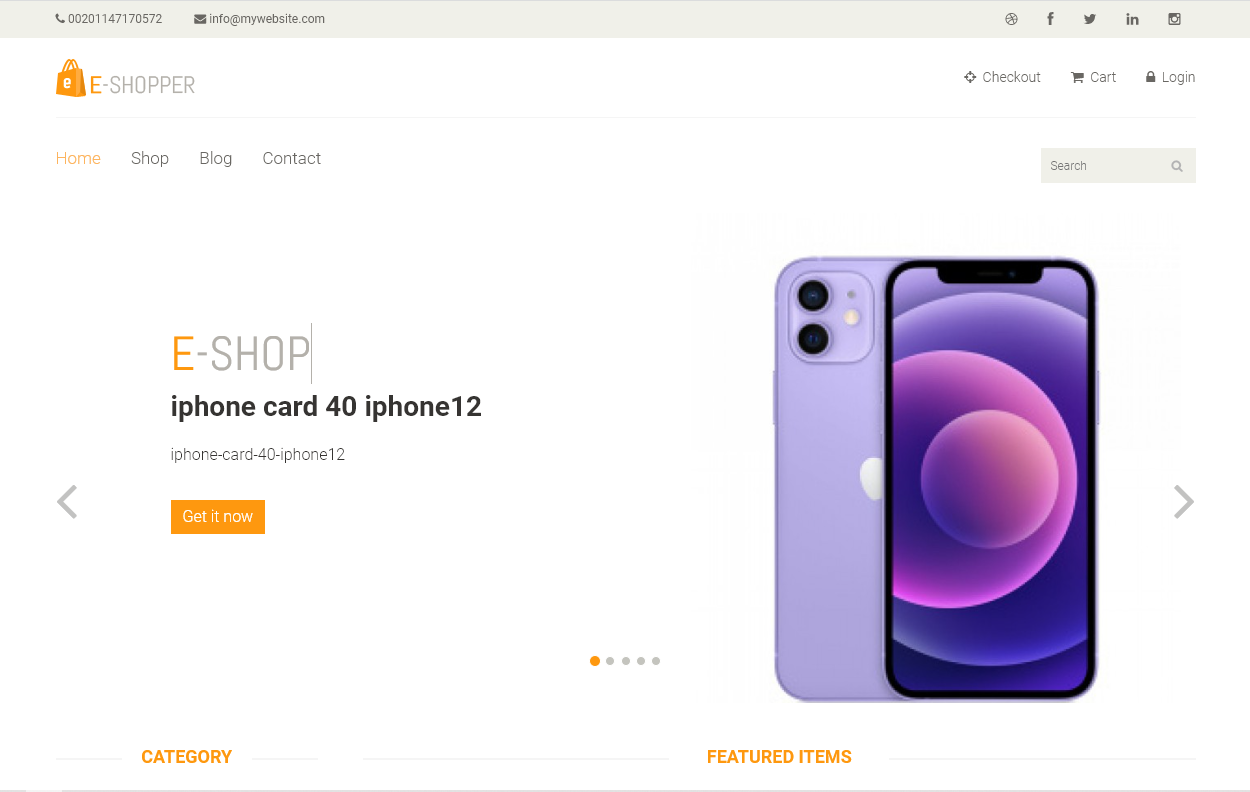 00201147170572 info@mywebsite.com
e E-SHOPPER
Checkout Cart Login
Home Shop Blog Contact
Search
E-SHOP
iphone card 40 iphone12
iphone-card-40-iphone12
Get it now
CATEGORY
FEATURED ITEMS